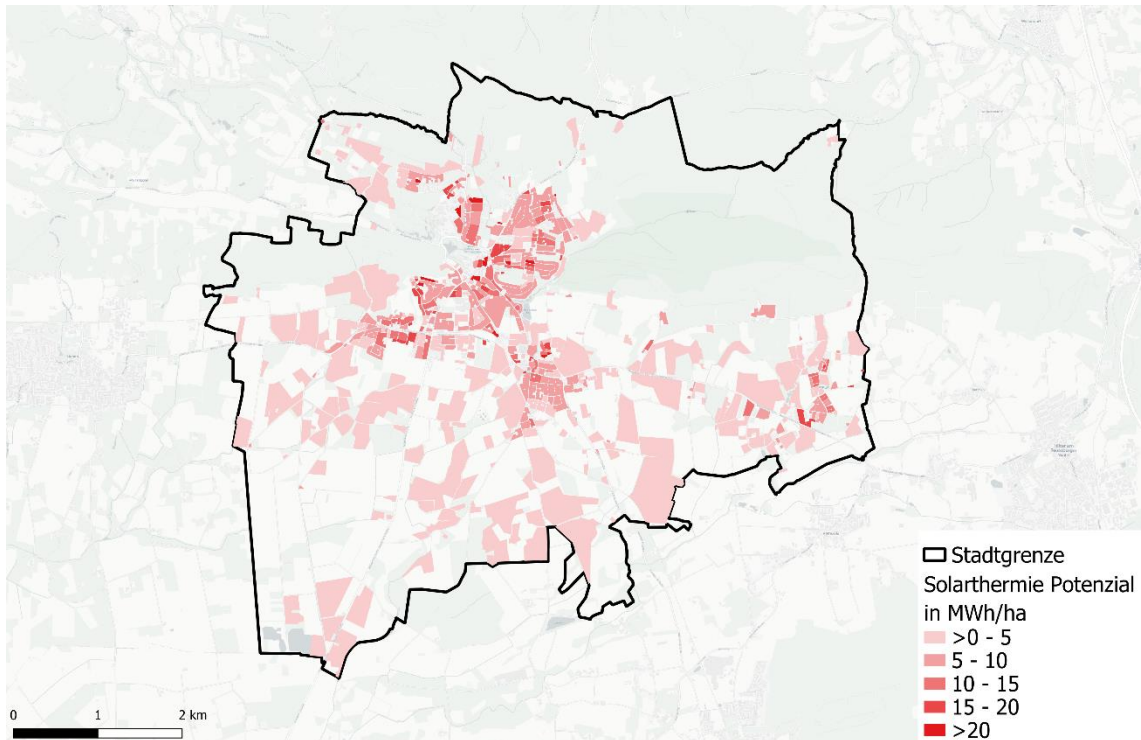 Stadtgrenze
Solarthermie Potenzial
in MWh/ha
>0 - 5
5 - 10
10 - 15
15 - 20
>20
0 1 2 km